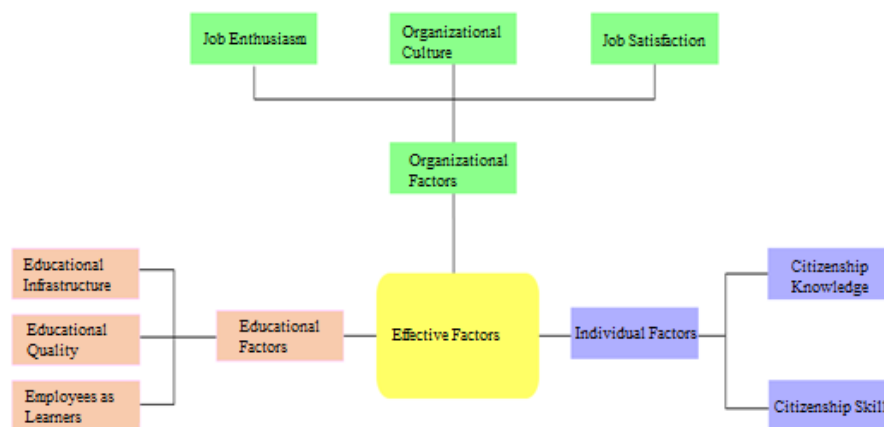 Job Enthusiasm
Organizational
Culture
Job Satisfaction
Organizational
Factors
Educational
Infrastructure
Citizenship
Knowledge
Educational
Quality
Educational
Factors
Effective Factors
Individual Factors
Employees as
Learners
Citizenship Skill